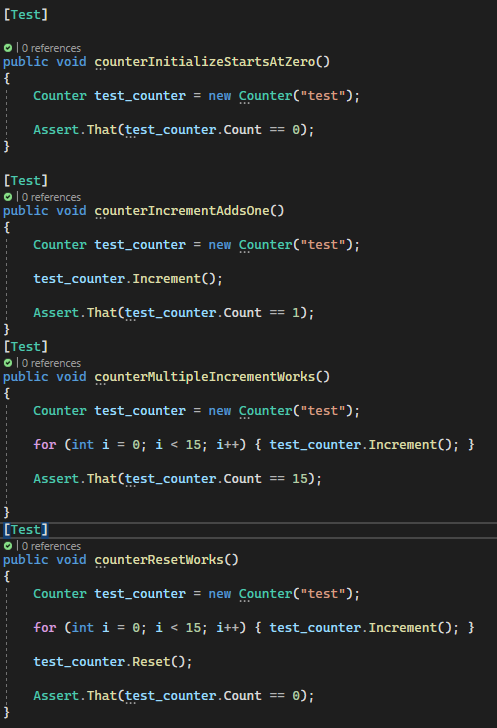 [Test]
| 0 references
public void counterInitializeStartsAtZero()
{
Counter test_counter = new Counter("test");
Assert.That(test_counter.Count == 0);
}
[Test]
| 0 references
public void counterIncrementAddsOne()
{
Counter test_counter = new Counter("test");
test_counter.Increment();
Assert.That(test_counter.Count == 1);
}
[Test]
| 0 references
public void counterMultipleIncrementWorks()
{
Counter test_counter = new Counter("test");
for (int i = 0; i < 15; i++) { test_counter.Increment(); }
Assert.That(test_counter.Count == 15);
}
[Test]
| 0 references
public void counterResetWorks()
{
Counter test_counter = new Counter("test");
for (int i = 0; i < 15; i++) { test_counter.Increment(); }
test_counter.Reset();
Assert.That(test_counter.Count == 0);
}